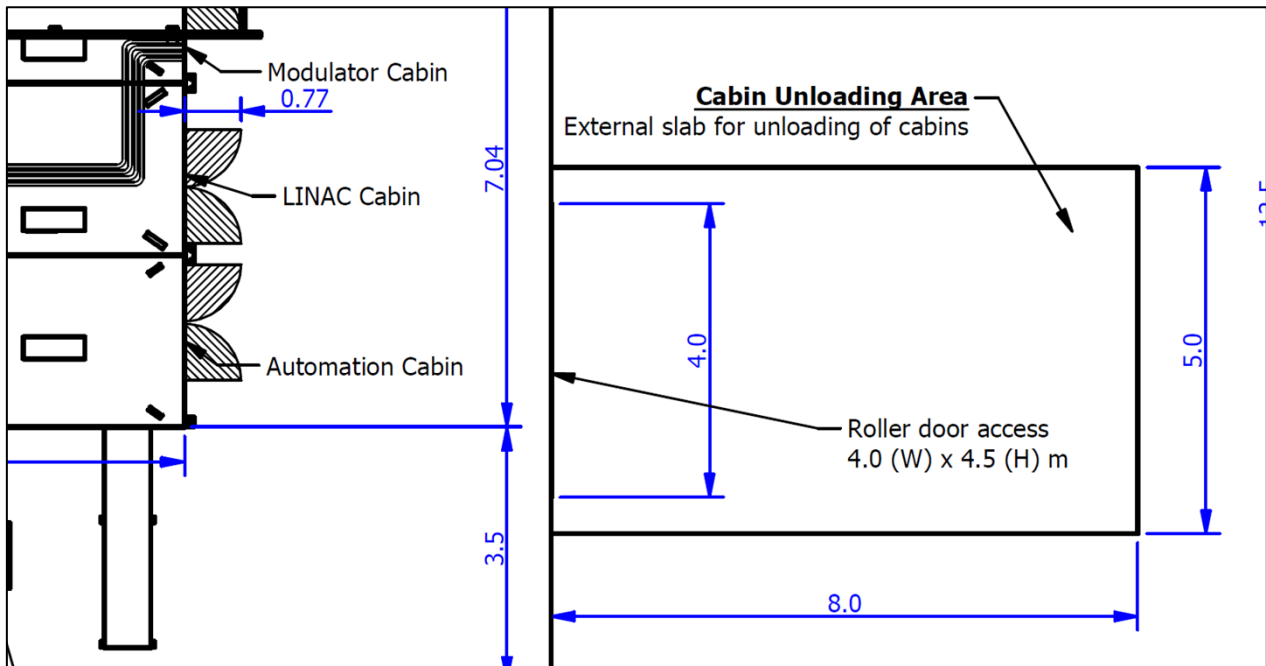 Modulator Cabin
0.77
LINAC Cabin
Automation Cabin
7.04
3.5
Cabin Unloading Area
External slab for unloading of cabins
4.0
5.0
Roller door access
4.0 (W) x 4.5 (H) m
8.0